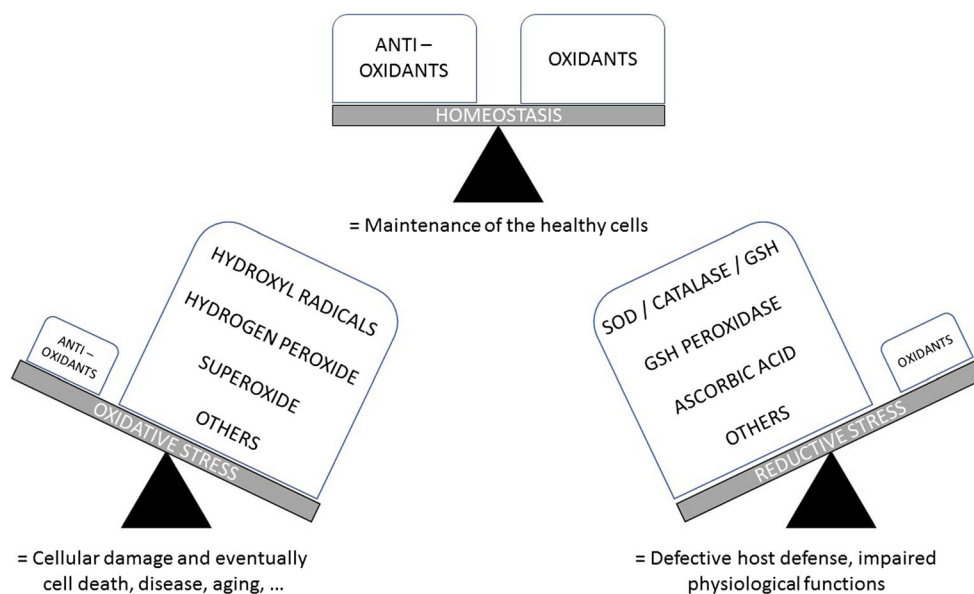 ANTI –
OXIDANTS
OXIDANTS
HOMEOSTASIS
= Maintenance of the healthy cells
ANTI –
OXIDANTS
HYDROXYL RADICALS
HYDROGEN PEROXIDE
SUPEROXIDE
OTHERS
OXIDATIVE STRESS
= Cellular damage and eventually
cell death, disease, aging, ...
SOD / CATALASE / GSH
GSH PEROXIDASE
ASCORBIC ACID
OTHERS
OXIDANTS
REDUCTIVE STRESS
= Defective host defense, impaired
physiological functions